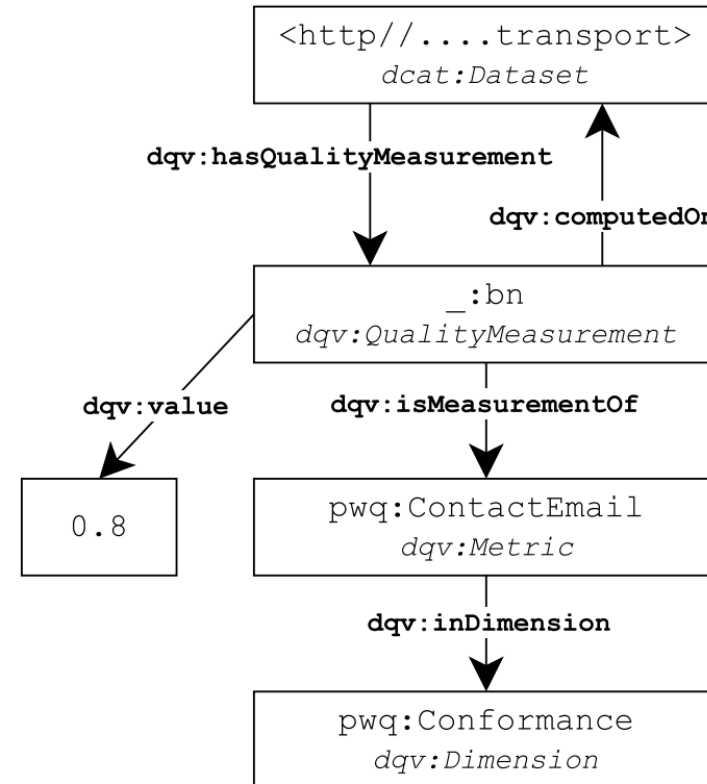 <http//....transport>
dcat:Dataset
dqv:hasQualityMeasurement
dqv:computedOn
_:bn
dqv:QualityMeasurement
dqv:value
dqv:isMeasurementOf
0.8
pwq:ContactEmail
dqv:Metric
dqv:inDimension
pwq:Conformance
dqv:Dimension